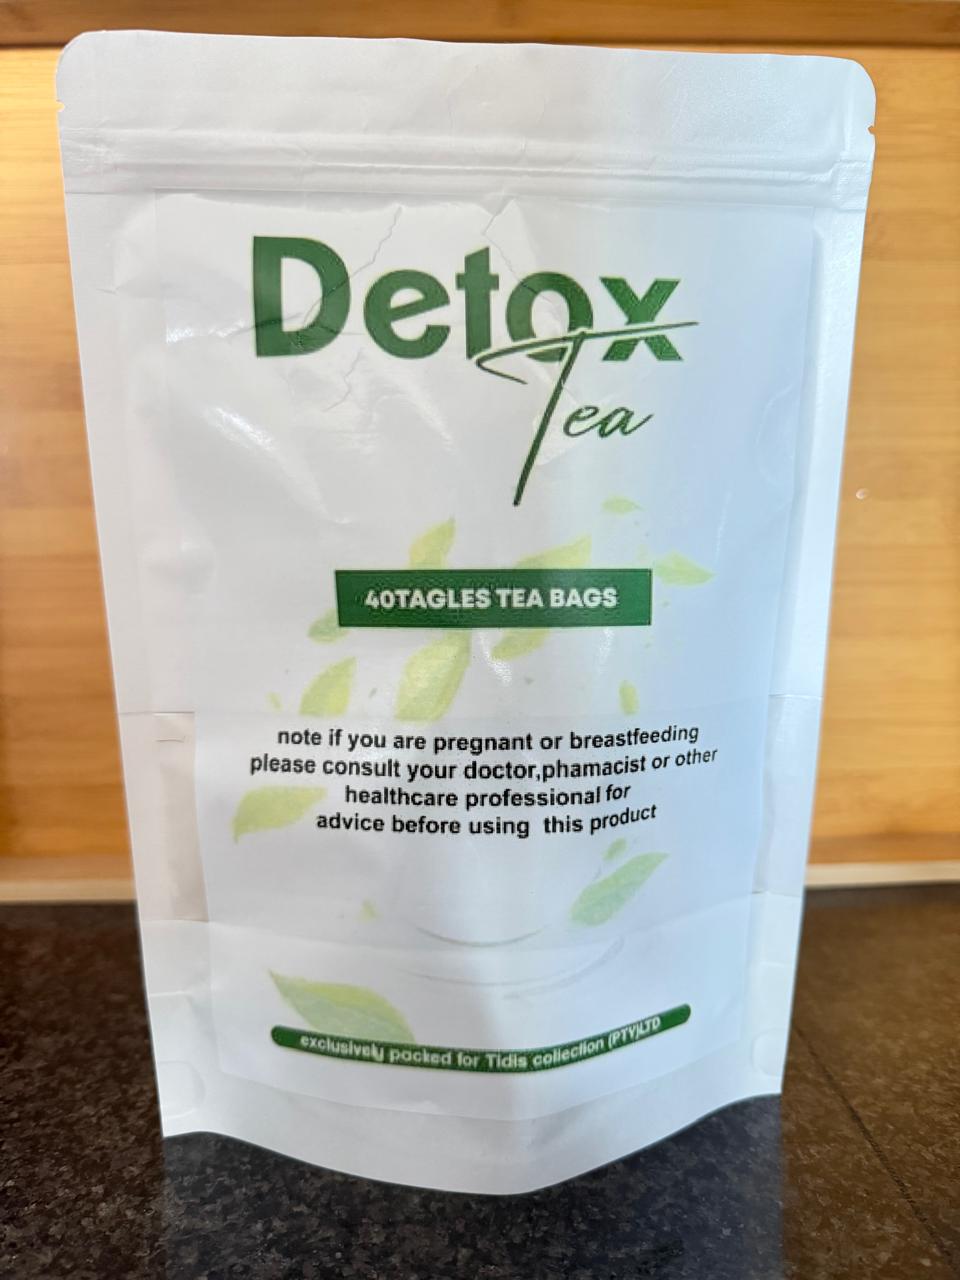 Detox
Tea
40TAGLES TEA BAGS
note if you are pregnant or breastfeeding
please consult your doctor,phamacist or other
healthcare professional for
advice before using this product
exclusively packed for Tidis collection (PTY)LTD